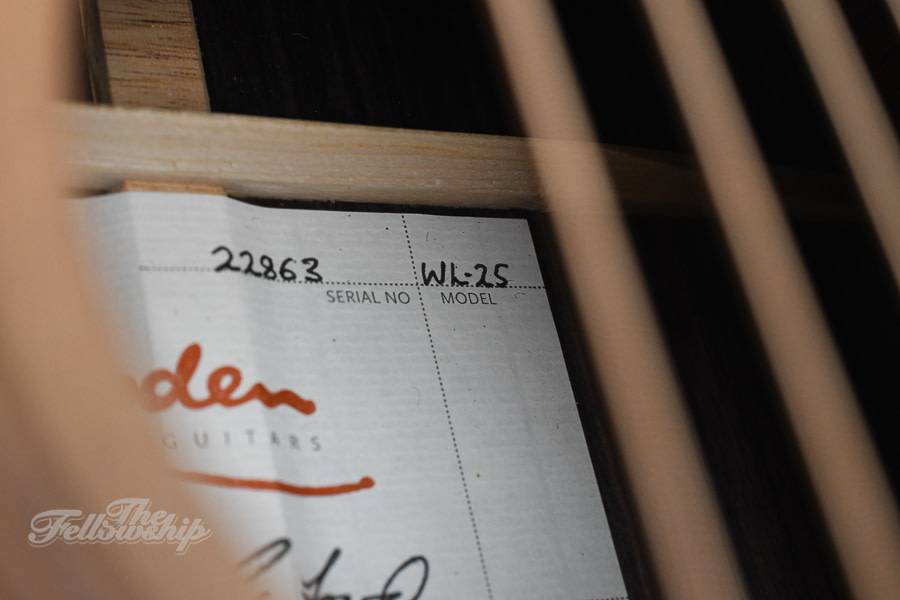 22863 WL-25
SERIAL NO MODEL
den
GUITARS
The
Fellowship